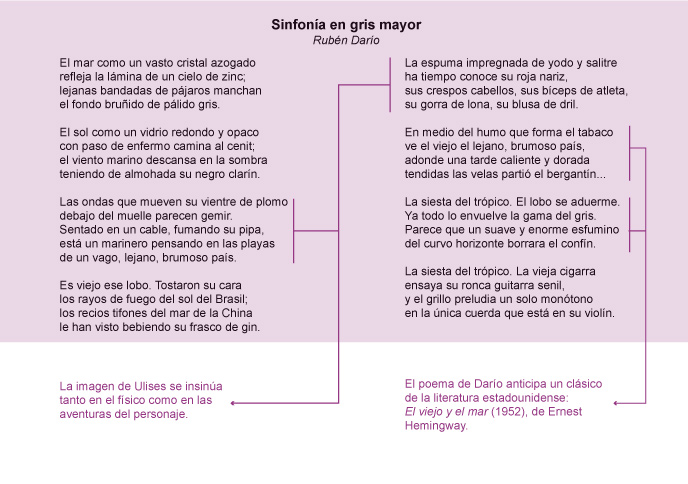 Sinfonía en gris mayor
Rubén Darío
El mar como un vasto cristal azogado
refleja la lámina de un cielo de zinc;
lejanas bandadas de pájaros manchan
el fondo bruñido de pálido gris.
El sol como un vidrio redondo y opaco
con paso de enfermo camina al cenit;
el viento marino descansa en la sombra
teniendo de almohada su negro clarín.
Las ondas que mueven su vientre de plomo
debajo del muelle parecen gemir.
Sentado en un cable, fumando su pipa,
está un marinero pensando en las playas
de un vago, lejano, brumoso país.
Es viejo ese lobo. Tostaron su cara
los rayos de fuego del sol del Brasil;
los recios tifones del mar de la China
le han visto bebiendo su frasco de gin.
La espuma impregnada de yodo y salitre
ha tiempo conoce su roja nariz,
sus crespos cabellos, sus bíceps de atleta,
su gorra de lona, su blusa de dril.
En medio del humo que forma el tabaco
ve el viejo el lejano, brumoso país,
adonde una tarde caliente y dorada
tendidas las velas partió el bergantín...
La siesta del trópico. El lobo se aduerme.
Ya todo lo envuelve la gama del gris.
Parece que un suave y enorme esfumino
del curvo horizonte borrara el confín.
La siesta del trópico. La vieja cigarra
ensaya su ronca guitarra senil,
y el grillo preludia un solo monótono
en la única cuerda que está en su violín.
La imagen de Ulises se insinúa
tanto en el físico como en las
aventuras del personaje.
El poema de Darío anticipa un clásico
de la literatura estadounidense:
El viejo y el mar (1952), de Ernest
Hemingway.